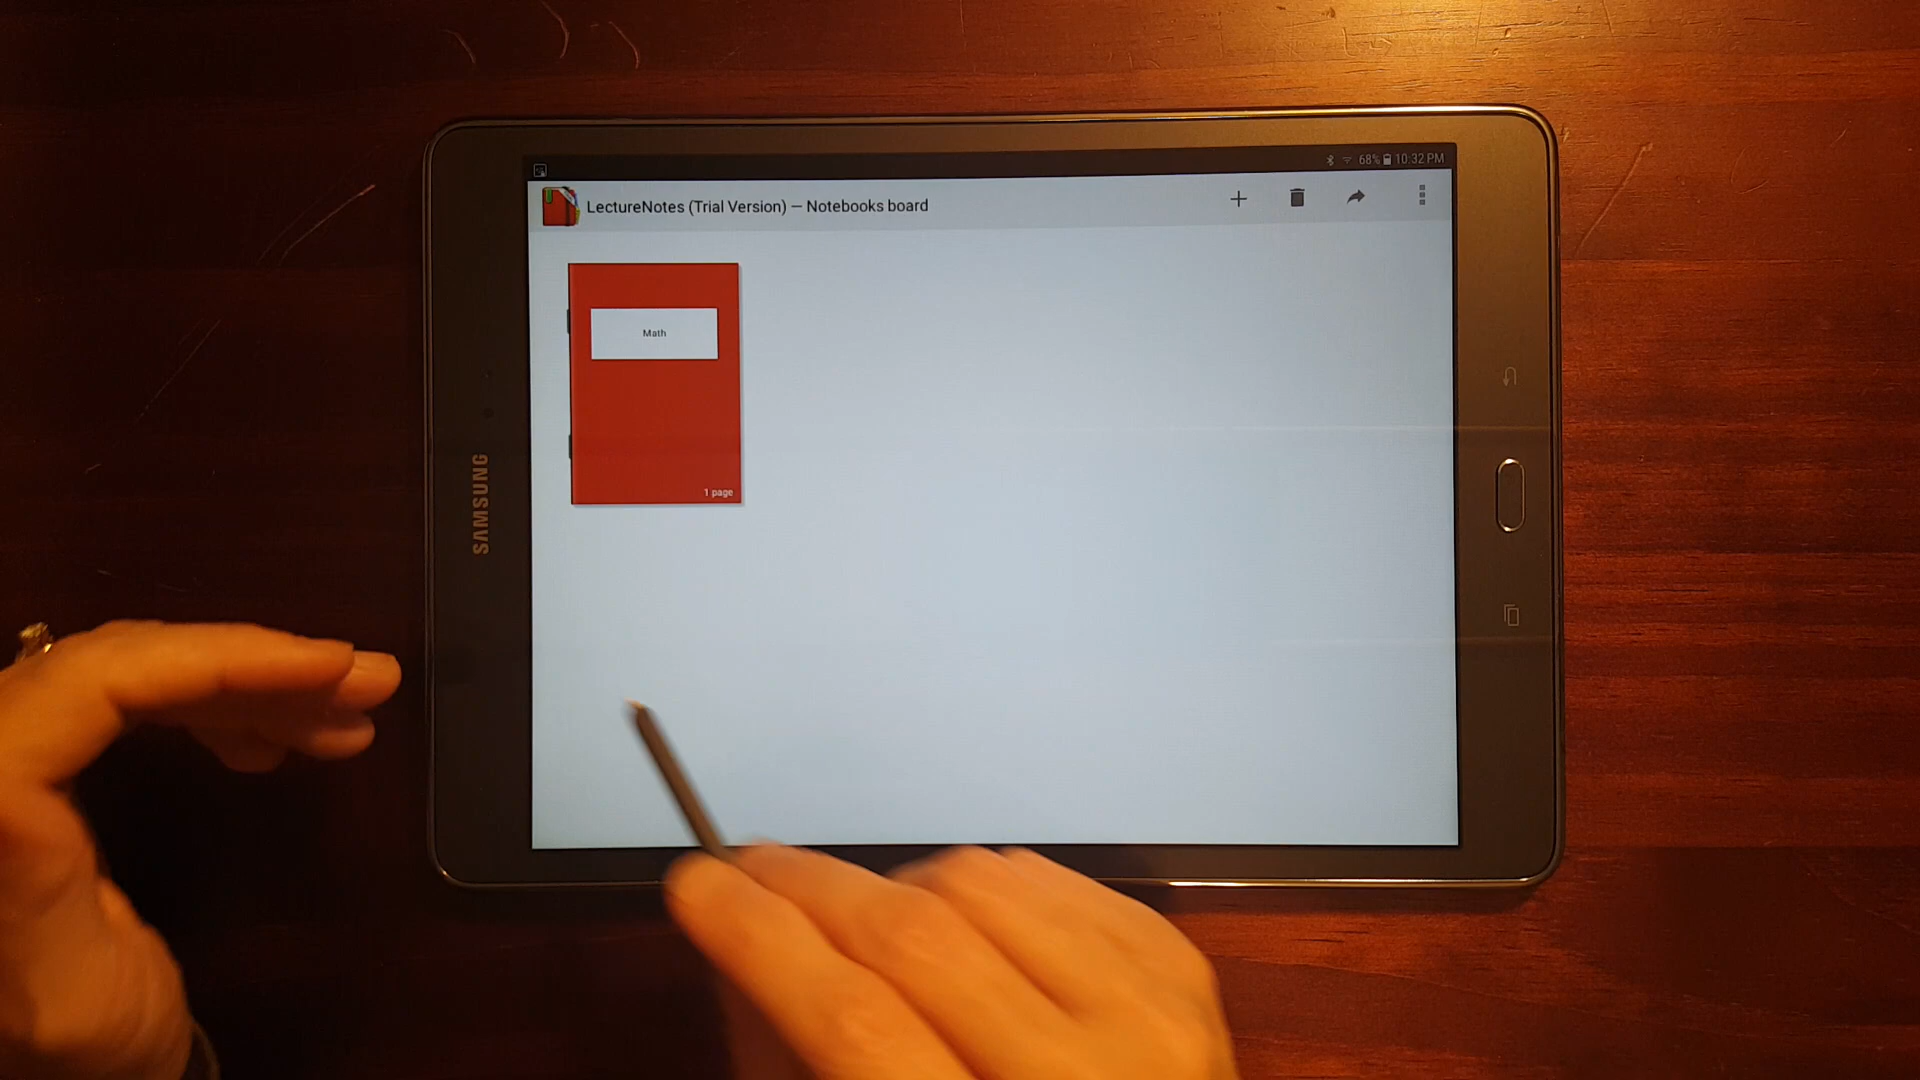 68% 10:32 PM
LectureNotes (Trial Version) — Notebooks board
Math
1 page
SAMSUNG